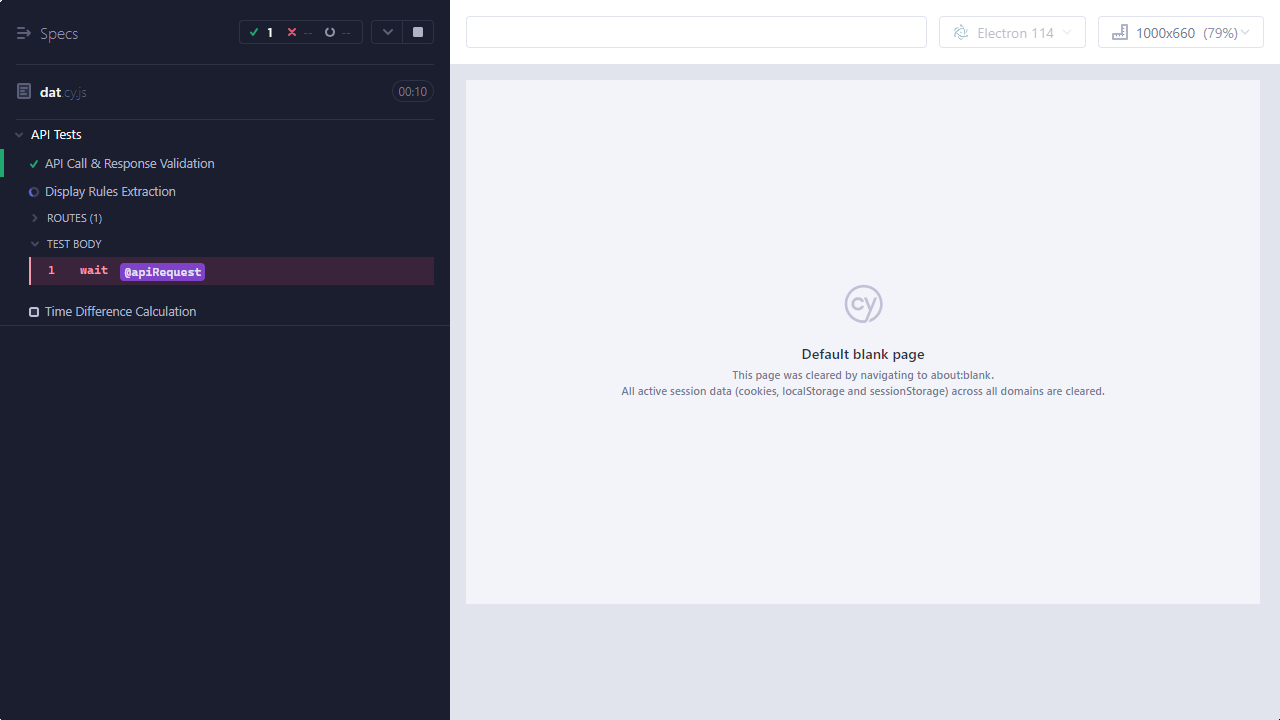 Specs
1 -- --
dat.cy.js
00:10
API Tests
API Call & Response Validation
Display Rules Extraction
ROUTES (1)
TEST BODY
1 wait @apiRequest
Time Difference Calculation
Electron 114
1000x660 (79%)
cy
Default blank page
This page was cleared by navigating to about:blank.
All active session data (cookies, localStorage and sessionStorage) across all domains are cleared.